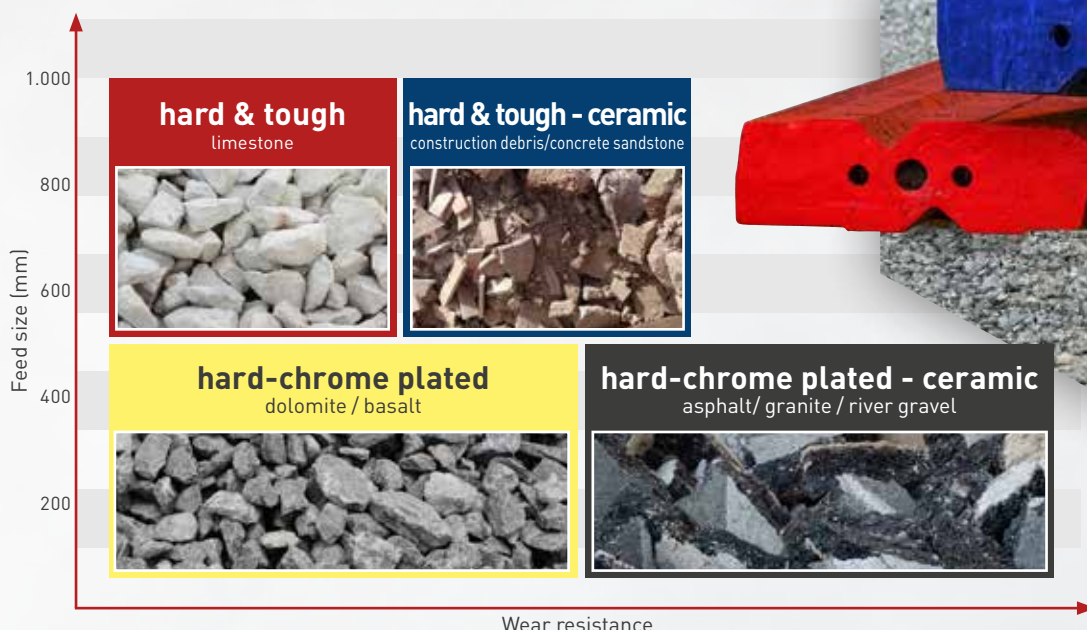 1.000
800
600
400
200
Feed size (mm)
hard & tough
limestone
hard & tough - ceramic
construction debris/concrete sandstone
hard-chrome plated
dolomite / basalt
hard-chrome plated - ceramic
asphalt/ granite / river gravel
Wear resistance